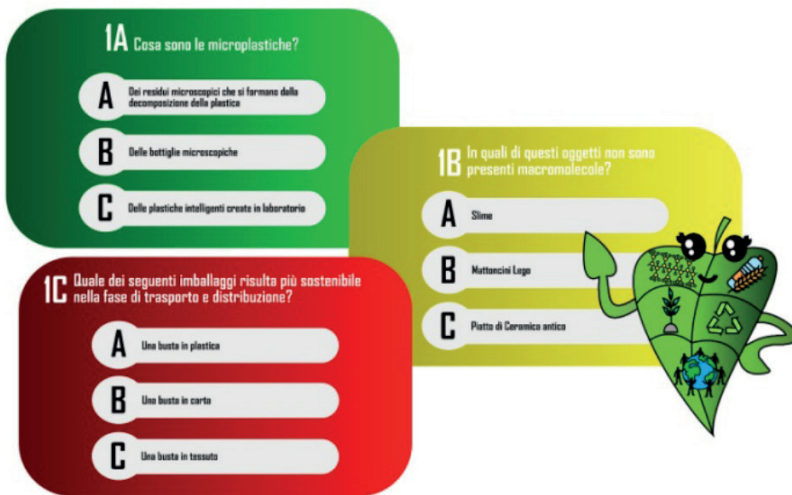 1A Cosa sono le microplastiche?
A Dei residui microscopici che si formano dalla
decomposizione della plastica
B Delle bottiglie microscopiche
C Delle plastiche intelligenti create in laboratorio
1B In quali di questi oggetti non sono
presenti macromolecole?
A Slime
B Mattoncini Lego
C Piatto di Ceramica antica
1C Quale dei seguenti imballaggi risulta più sostenibile
nella fase di trasporto e distribuzione?
A Una busta in plastica
B Una busta in carta
C Una busta in tessuto